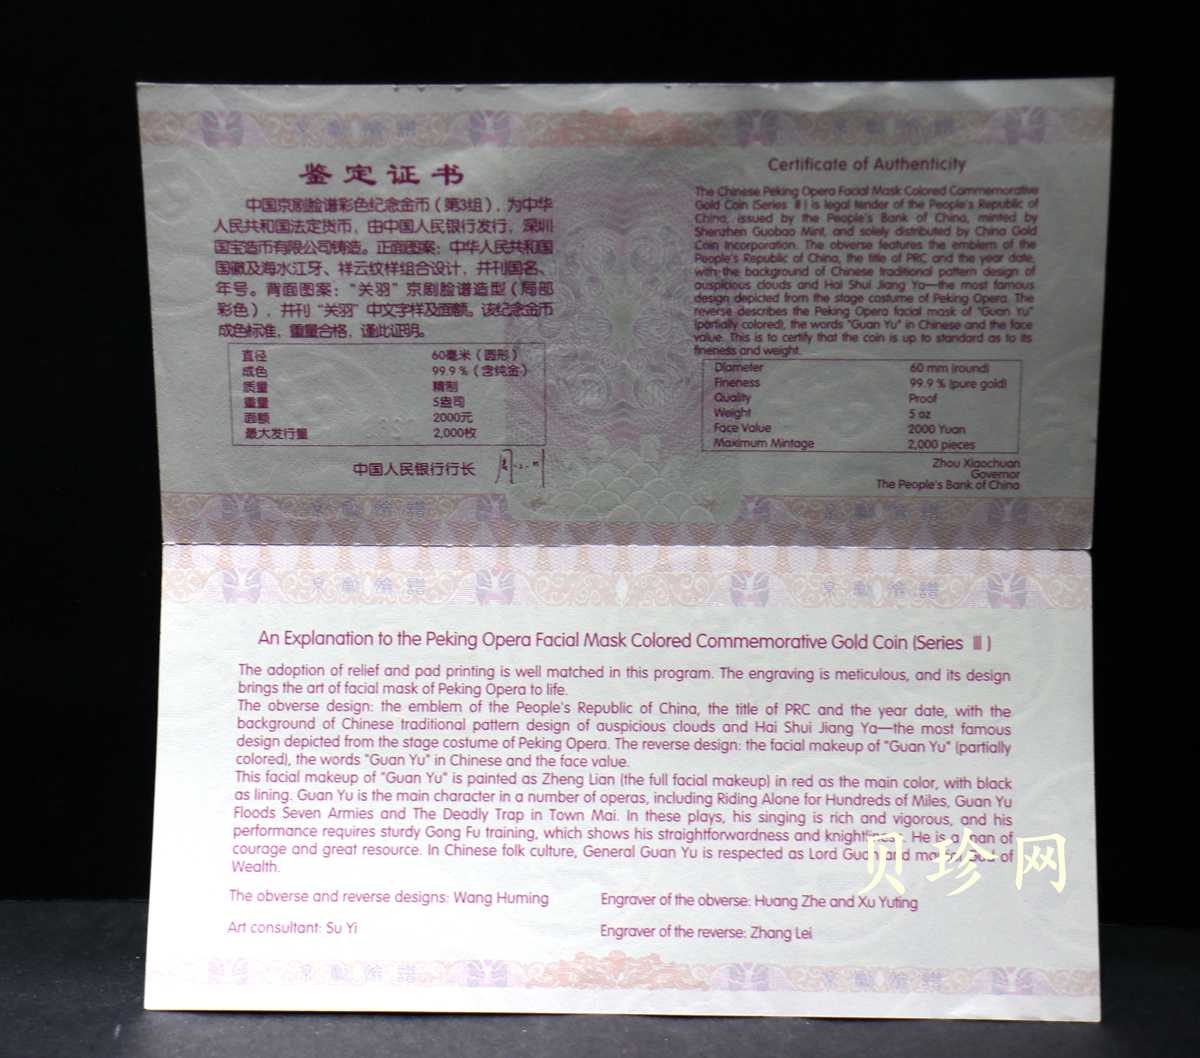 鉴定证书
中国京剧脸谱彩色纪念金币（第3组），为中华
人民共和国法定货币，由中国人民银行发行，深圳
国宝造币有限公司铸造。正面图案：中华人民共和国
国徽及海水江牙、祥云纹样组合设计，并刊国名、
年号。背面图案：“关羽”京剧脸谱造型（局部
彩色），并刊“关羽”中文字样及面额。该纪念金币
成色标准，重量合格，谨此证明。
直径 60毫米（圆形）
成色 99.9％（含纯金）
质量 精制
重量 5盎司
面额 2000元
最大发行量 2,000枚
中国人民银行行长
Certificate of Authenticity
The Chinese Peking Opera Facial Mask Colored Commemorative
Gold Coin (Series Ⅲ) is legal tender of the People's Republic of
China, issued by the People's Bank of China, minted by
Shenzhen Guobao Mint, and solely distributed by China Gold
Coin Incorporation. The obverse features the emblem of the
People's Republic of China, the title of PRC and the year date,
with the background of Chinese traditional pattern design of
auspicious clouds and Hai Shui Jiang Ya—the most famous
design depicted from the stage costume of Peking Opera. The
reverse describes the Peking Opera facial mask of "Guan Yu"
(partially colored), the words "Guan Yu" in Chinese and the face
value. This is to certify that the coin is up to standard as to its
fineness and weight.
Diameter 60 mm (round)
Fineness 99.9 % (pure gold)
Quality Proof
Weight 5 oz
Face Value 2000 Yuan
Maximum Mintage 2,000 pieces
Zhou Xiaochuan
Governor
The People's Bank of China
An Explanation to the Peking Opera Facial Mask Colored Commemorative Gold Coin (Series Ⅲ)
The adoption of relief and pad printing is well matched in this program. The engraving is meticulous, and its design
brings the art of facial mask of Peking Opera to life.
The obverse design: the emblem of the People's Republic of China, the title of PRC and the year date, with the
background of Chinese traditional pattern design of auspicious clouds and Hai Shui Jiang Ya—the most famous
design depicted from the stage costume of Peking Opera. The reverse design: the facial makeup of "Guan Yu" (partially
colored), the words "Guan Yu" in Chinese and the face value.
This facial makeup of "Guan Yu" is painted as Zheng Lian (the full facial makeup) in red as the main color, with black
as lining. Guan Yu is the main character in a number of operas, including Riding Alone for Hundreds of Miles, Guan Yu
Floods Seven Armies and The Deadly Trap in Town Mai. In these plays, his singing is rich and vigorous, and his
performance requires sturdy Gong Fu training, which shows his straightforwardness and He is a man of
courage and great resource. In Chinese folk culture, General Guan Yu is respected as Lord Guan and God of
Wealth.
The obverse and reverse designs: Wang Huming
Engraver of the obverse: Huang Zhe and Xu Yuting
Art consultant: Su Yi
Engraver of the reverse: Zhang Lei
贝珍网